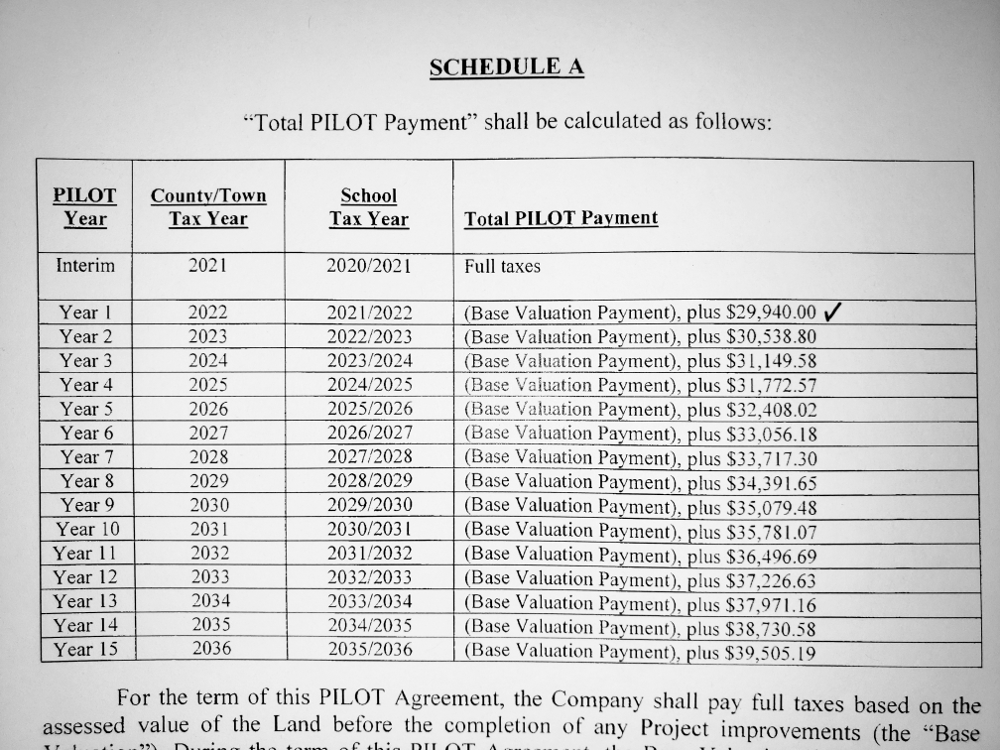 SCHEDULE A
“Total PILOT Payment” shall be calculated as follows:
PILOT Year County/Town Tax Year School Tax Year Total PILOT Payment
Interim 2021 2020/2021 Full taxes
Year 1 2022 2021/2022 (Base Valuation Payment), plus $29,940.00 ✓
Year 2 2023 2022/2023 (Base Valuation Payment), plus $30,538.80
Year 3 2024 2023/2024 (Base Valuation Payment), plus $31,149.58
Year 4 2025 2024/2025 (Base Valuation Payment), plus $31,772.57
Year 5 2026 2025/2026 (Base Valuation Payment), plus $32,408.02
Year 6 2027 2026/2027 (Base Valuation Payment), plus $33,056.18
Year 7 2028 2027/2028 (Base Valuation Payment), plus $33,717.30
Year 8 2029 2028/2029 (Base Valuation Payment), plus $34,391.65
Year 9 2030 2029/2030 (Base Valuation Payment), plus $35,079.48
Year 10 2031 2030/2031 (Base Valuation Payment), plus $35,781.07
Year 11 2032 2031/2032 (Base Valuation Payment), plus $36,496.69
Year 12 2033 2032/2033 (Base Valuation Payment), plus $37,226.63
Year 13 2034 2033/2034 (Base Valuation Payment), plus $37,971.16
Year 14 2035 2034/2035 (Base Valuation Payment), plus $38,730.58
Year 15 2036 2035/2036 (Base Valuation Payment), plus $39,505.19
For the term of this PILOT Agreement, the Company shall pay full taxes based on the
assessed value of the Land before the completion of any Project improvements (the “Base